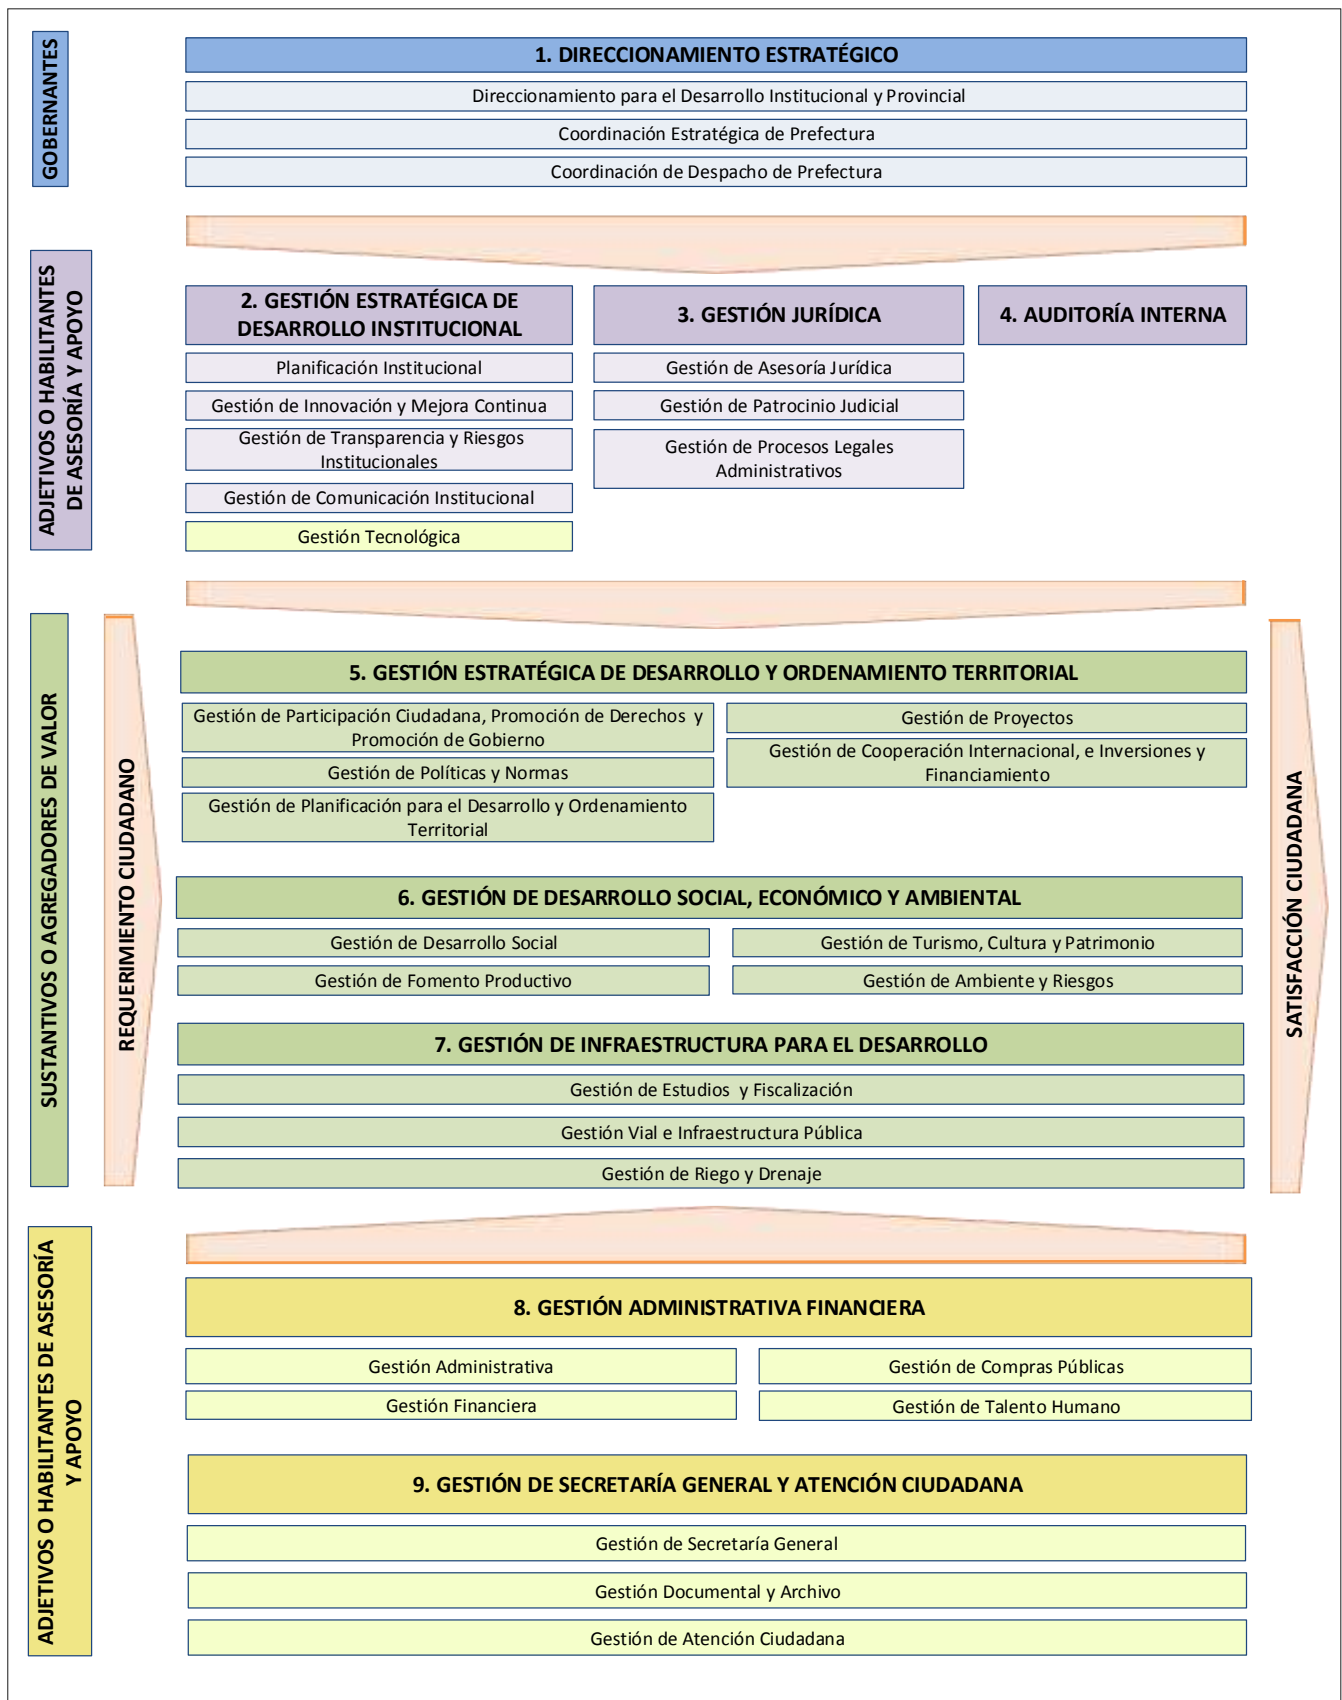 GOBERNANTES
1. DIRECCIONAMIENTO ESTRATÉGICO
Direccionamiento para el Desarrollo Institucional y Provincial
Coordinación Estratégica de Prefectura
Coordinación de Despacho de Prefectura
ADJETIVOS O HABILITANTES
DE ASESORÍA Y APOYO
2. GESTIÓN ESTRATÉGICA DE
DESARROLLO INSTITUCIONAL
Planificación Institucional
Gestión de Innovación y Mejora Continua
Gestión de Transparencia y Riesgos
Institucionales
Gestión de Comunicación Institucional
Gestión Tecnológica
3. GESTIÓN JURÍDICA
Gestión de Asesoría Jurídica
Gestión de Patrocinio Judicial
Gestión de Procesos Legales
Administrativos
4. AUDITORÍA INTERNA
SUSTANTIVOS O AGREGADORES DE VALOR
REQUERIMIENTO CIUDADANO
5. GESTIÓN ESTRATÉGICA DE DESARROLLO Y ORDENAMIENTO TERRITORIAL
Gestión de Participación Ciudadana, Promoción de Derechos y
Promoción de Gobierno
Gestión de Políticas y Normas
Gestión de Planificación para el Desarrollo y Ordenamiento
Territorial
Gestión de Proyectos
Gestión de Cooperación Internacional, e Inversiones y
Financiamiento
6. GESTIÓN DE DESARROLLO SOCIAL, ECONÓMICO Y AMBIENTAL
Gestión de Desarrollo Social
Gestión de Fomento Productivo
Gestión de Turismo, Cultura y Patrimonio
Gestión de Ambiente y Riesgos
7. GESTIÓN DE INFRAESTRUCTURA PARA EL DESARROLLO
Gestión de Estudios y Fiscalización
Gestión Vial e Infraestructura Pública
Gestión de Riego y Drenaje
SATISFACCIÓN CIUDADANA
ADJETIVOS O HABILITANTES DE ASESORÍA
Y APOYO
8. GESTIÓN ADMINISTRATIVA FINANCIERA
Gestión Administrativa
Gestión Financiera
Gestión de Compras Públicas
Gestión de Talento Humano
9. GESTIÓN DE SECRETARÍA GENERAL Y ATENCIÓN CIUDADANA
Gestión de Secretaría General
Gestión Documental y Archivo
Gestión de Atención Ciudadana